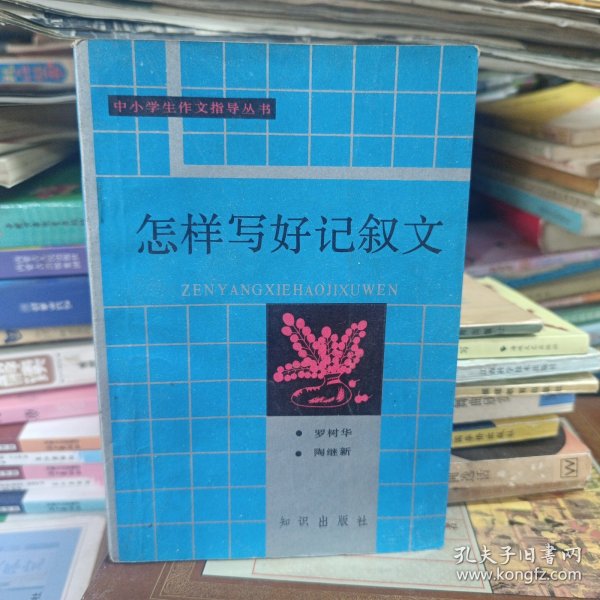 中小学生作文指导丛书
怎样写好记叙文
ZENYANGXIEHAOJIXUWEN
• 罗树华
• 陶继新
知识出版社
W
孔夫子旧书网
www.kongfz.com